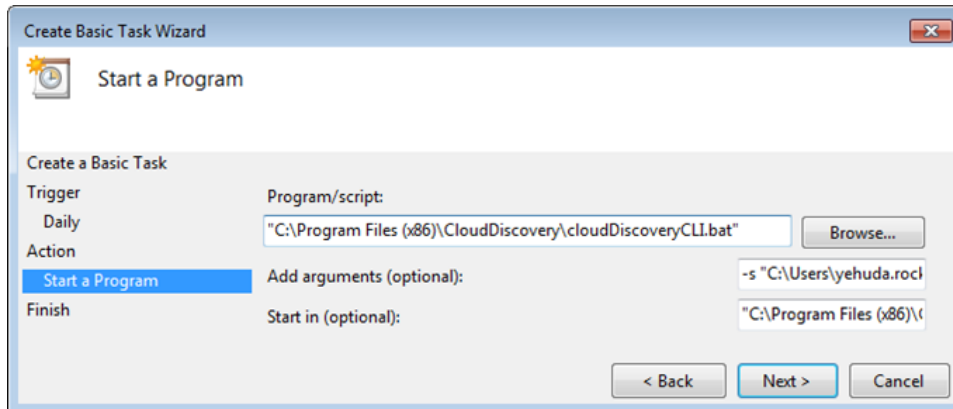 Create Basic Task Wizard
Start a Program
Create a Basic Task
Trigger
Daily
Action
Start a Program
Finish
Program/script:
"C:\Program Files (x86)\CloudDiscovery\cloudDiscoveryCLI.bat"
Browse...
Add arguments (optional):
-s "C:\Users\yehuda.rock
Start in (optional):
"C:\Program Files (x86)\
< Back
Next >
Cancel